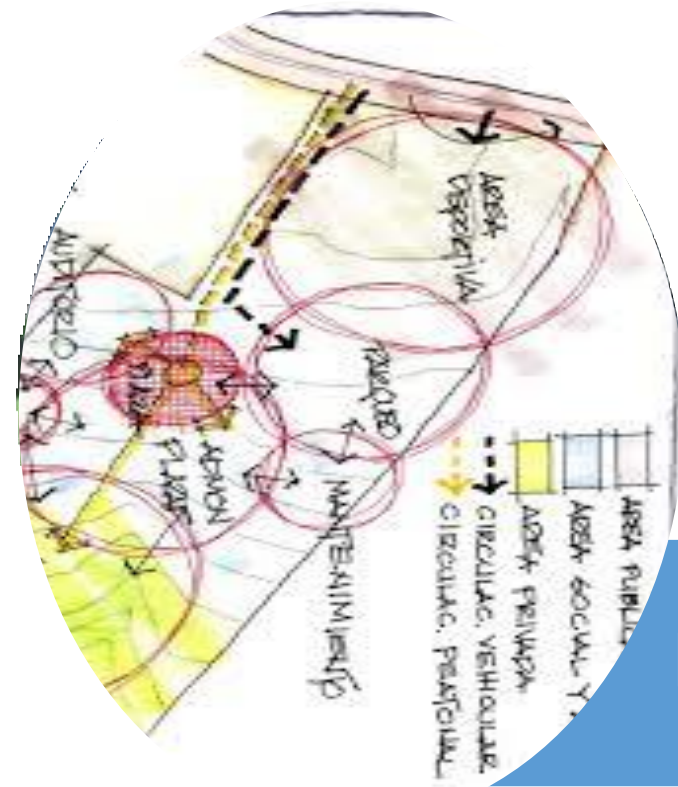 AREA PUBLIC
AREA SOCIAL Y
AREA PRIVADA
CIRCULAC. VEHICULAR
CIRCULAC. PEATONAL
AREA
DEPORTIVA
PARQUEO
MANTENIMIENTO
ADMON
PLAZA
AUDITORIO